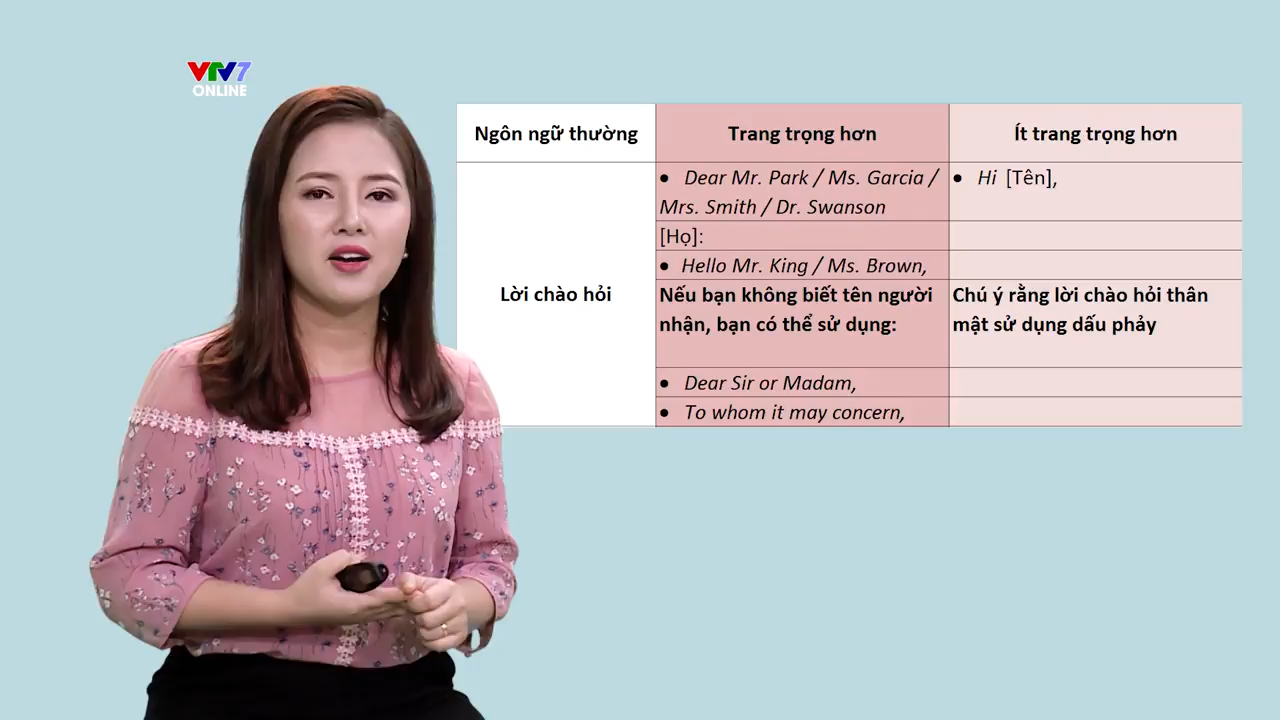 VTV7
ONLINE
Ngôn ngữ thường
Trang trọng hơn
Ít trang trọng hơn
Lời chào hỏi
• Dear Mr. Park / Ms. Garcia /
Mrs. Smith / Dr. Swanson
[Họ]:
• Hello Mr. King / Ms. Brown,
Nếu bạn không biết tên người
nhận, bạn có thể sử dụng:
• Dear Sir or Madam,
• To whom it may concern,
• Hi [Tên],
Chú ý rằng lời chào hỏi thân
mật sử dụng dấu phảy